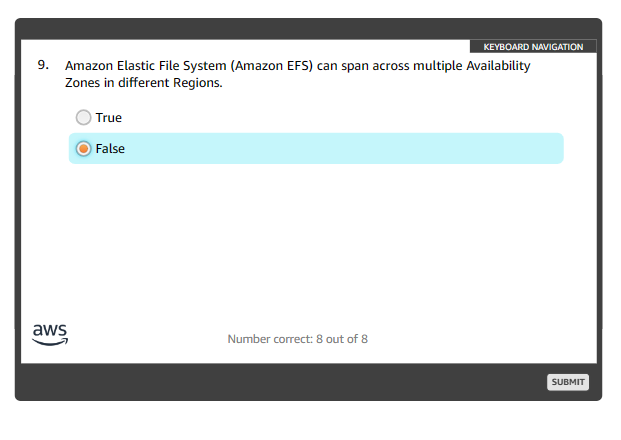 KEYBOARD NAVIGATION
9. Amazon Elastic File System (Amazon EFS) can span across multiple Availability
Zones in different Regions.
True
False
aws
Number correct: 8 out of 8
SUBMIT